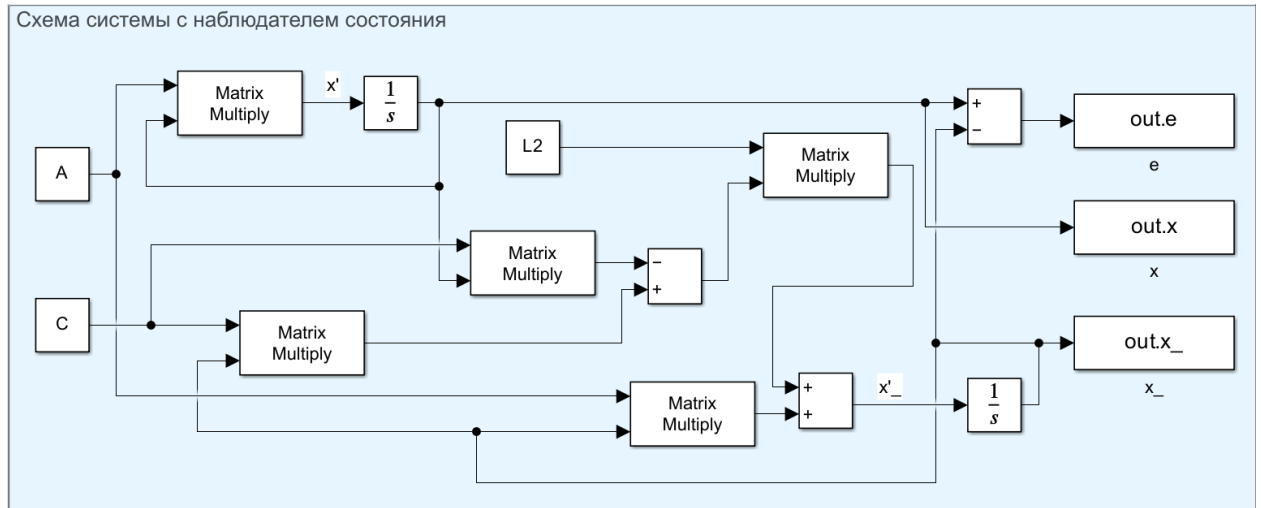 Схема системы с наблюдателем состояния
Matrix
Multiply
x'
1
s
+
−
out.e
e
L2
Matrix
Multiply
A
out.x
x
Matrix
Multiply
−
+
C
Matrix
Multiply
out.x_
x_
Matrix
Multiply
+
+
x'_
1
s